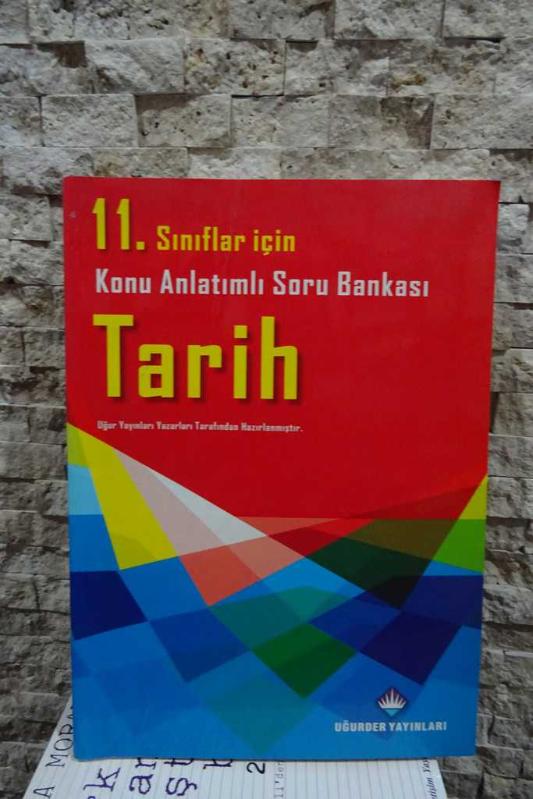 11. Sınıflar için
Konu Anlatımlı Soru Bankası
Tarih
Uğur Yayınları Yazarları Tarafından Hazırlanmıştır.
UĞURDER YAYINLARI